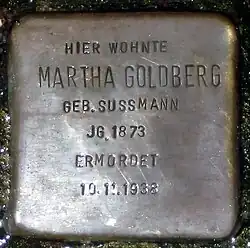 HIER WOHNTE
MARTHA GOLDBERG
GEB. SUSSMANN
JG. 1873
ERMORDET
10.11.1938